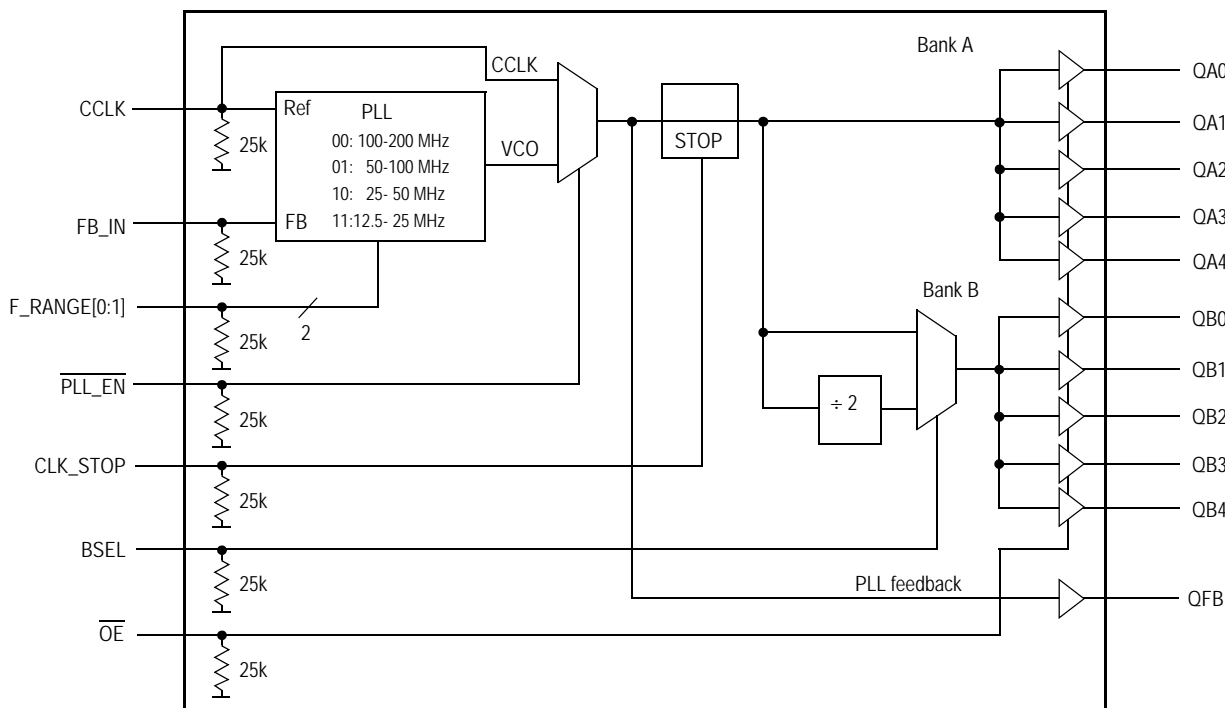 Bank A
CCLK
QA0
CCLK
Ref
PLL
25k
00: 100-200 MHz
01: 50-100 MHz
10: 25- 50 MHz
11:12.5- 25 MHz
VCO
STOP
QA1
QA2
FB_IN
FB
25k
QA3
QA4
F_RANGE[0:1]
2
25k
Bank B
QB0
PLL_EN
25k
÷ 2
QB1
QB2
CLK_STOP
25k
QB3
QB4
BSEL
25k
PLL feedback
QFB
OE
25k